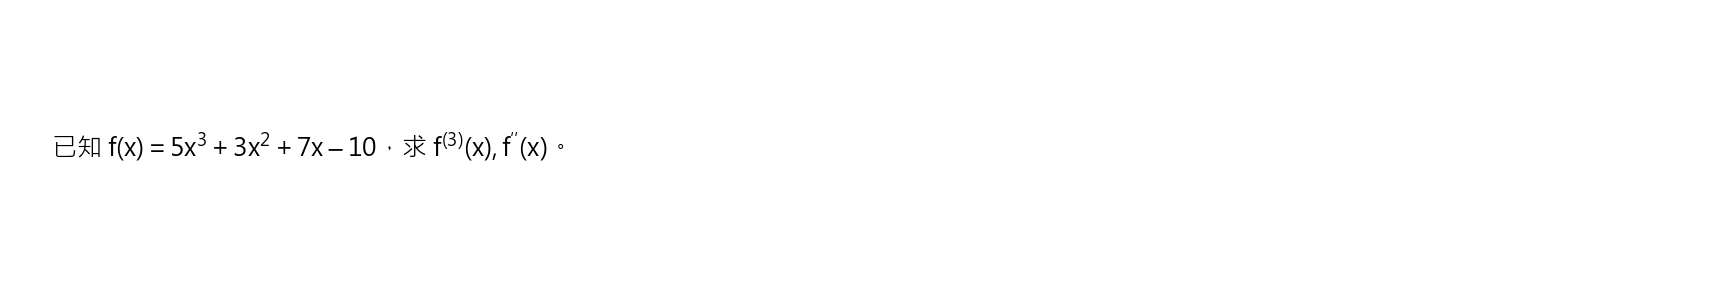 已知 f(x) = 5x³ + 3x² + 7x – 10，求 f⁽³⁾(x), f′′(x)。